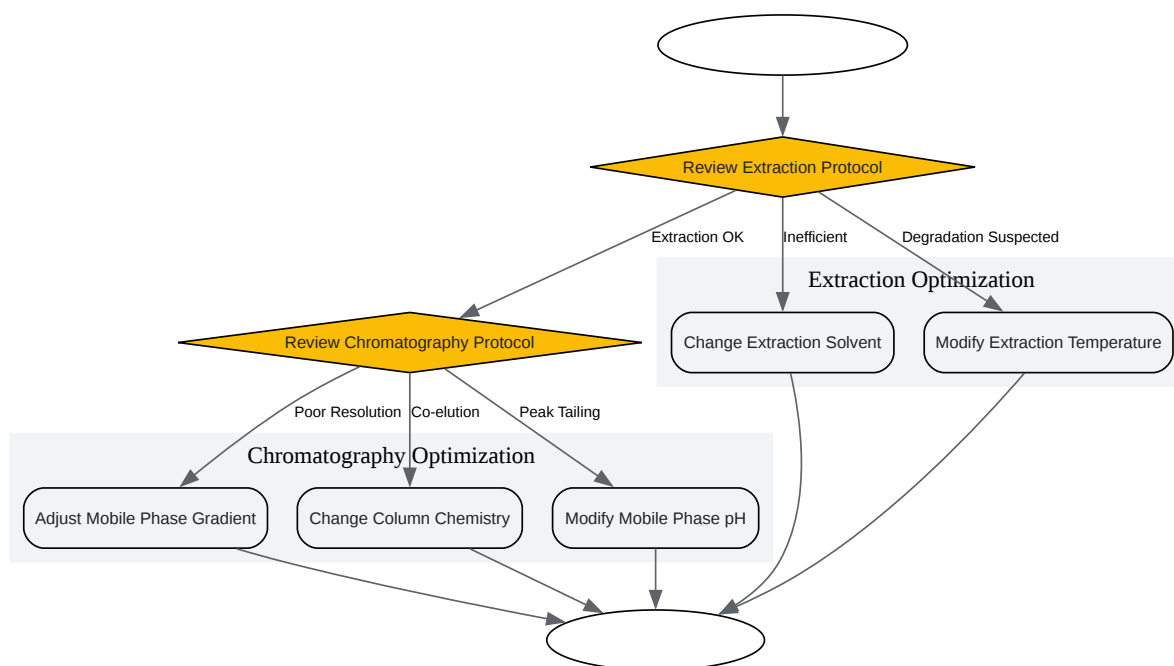 Review Extraction Protocol
Extraction OK
Inefficient
Degradation Suspected
Extraction Optimization
Review Chromatography Protocol
Change Extraction Solvent
Modify Extraction Temperature
Poor Resolution
Co-elution
Peak Tailing
Chromatography Optimization
Adjust Mobile Phase Gradient
Change Column Chemistry
Modify Mobile Phase pH